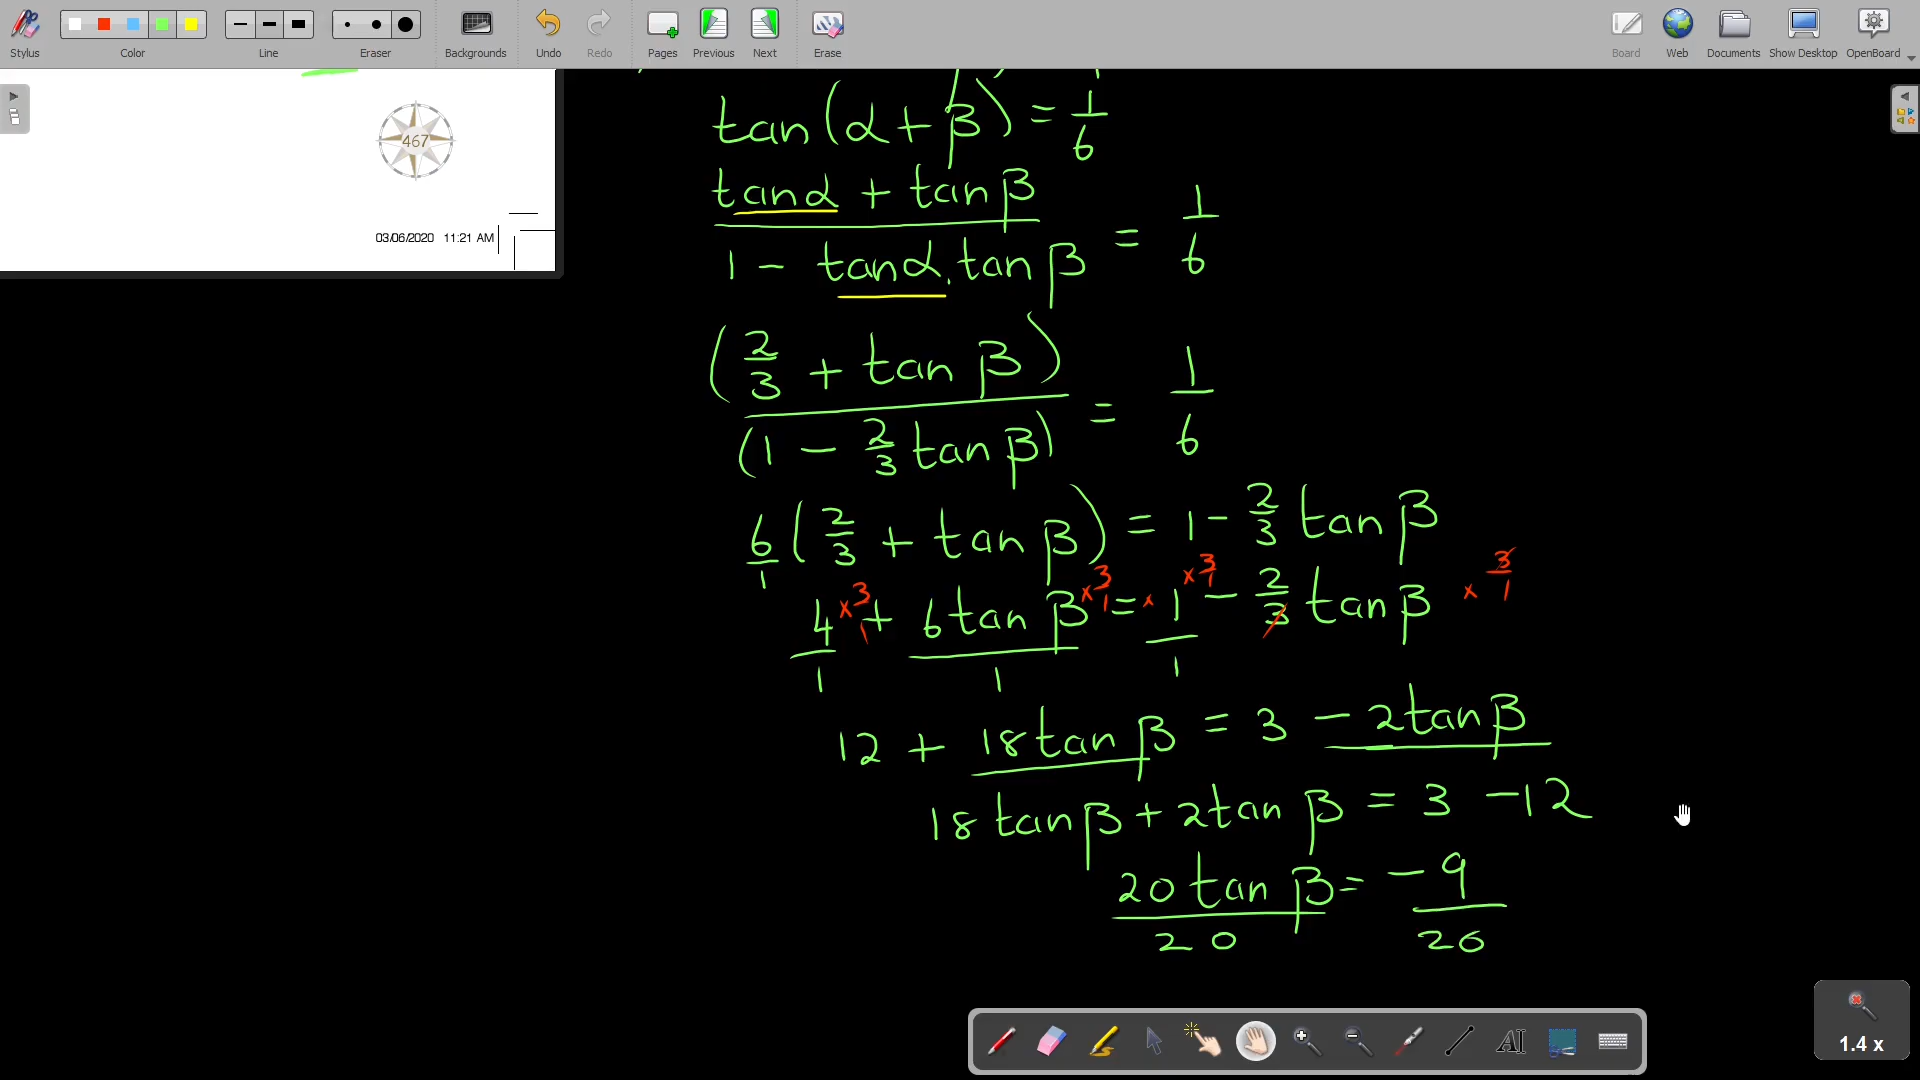 Stylus Color Line Eraser Backgrounds Undo Redo Pages Previous Next Erase Board Web Documents Show Desktop OpenBoard
467
03/06/2020 11:21 AM
tan(α + β) = 1/6
(tanα + tanβ)/(1 - tanα.tanβ) = 1/6
(2/3 + tan β)/(1 - 2/3 tan β) = 1/6
6/1 (2/3 + tan β) = 1 - 2/3 tan β
4/1 × 3/1 + 6tan β/1 × 3/1 = × 1/1 × 3/1 - 2/3 tan β × 3/1
12 + 18tan β = 3 - 2tan β
18 tan β + 2tan β = 3 - 12
20 tan β/20 = -9/20
1.4 x